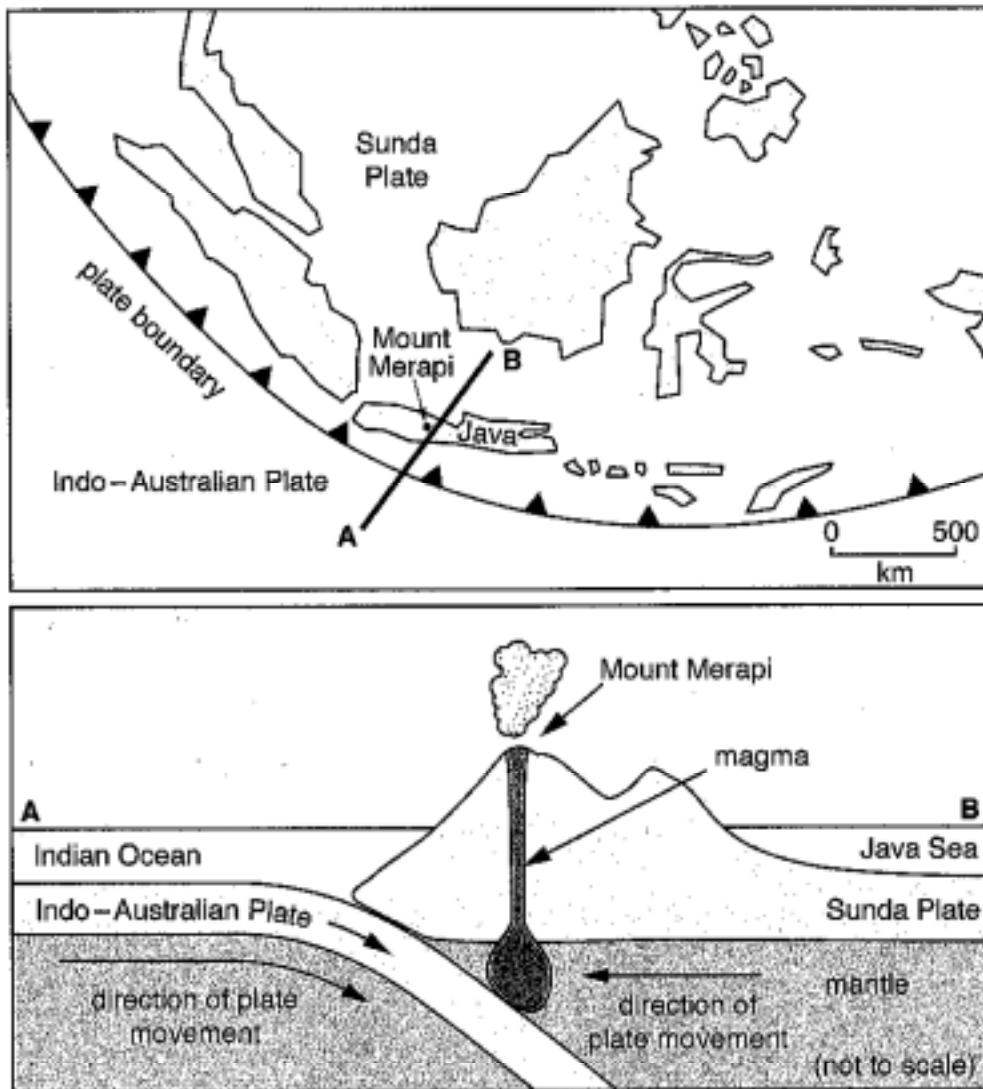 Sunda
Plate
plate boundary
Mount
Merapi
B
Java
Indo–Australian Plate
A
0 500
km
Mount Merapi
magma
A
B
Indian Ocean
Java Sea
Indo–Australian Plate
Sunda Plate
mantle
direction of plate
movement
direction of
plate movement
(not to scale)